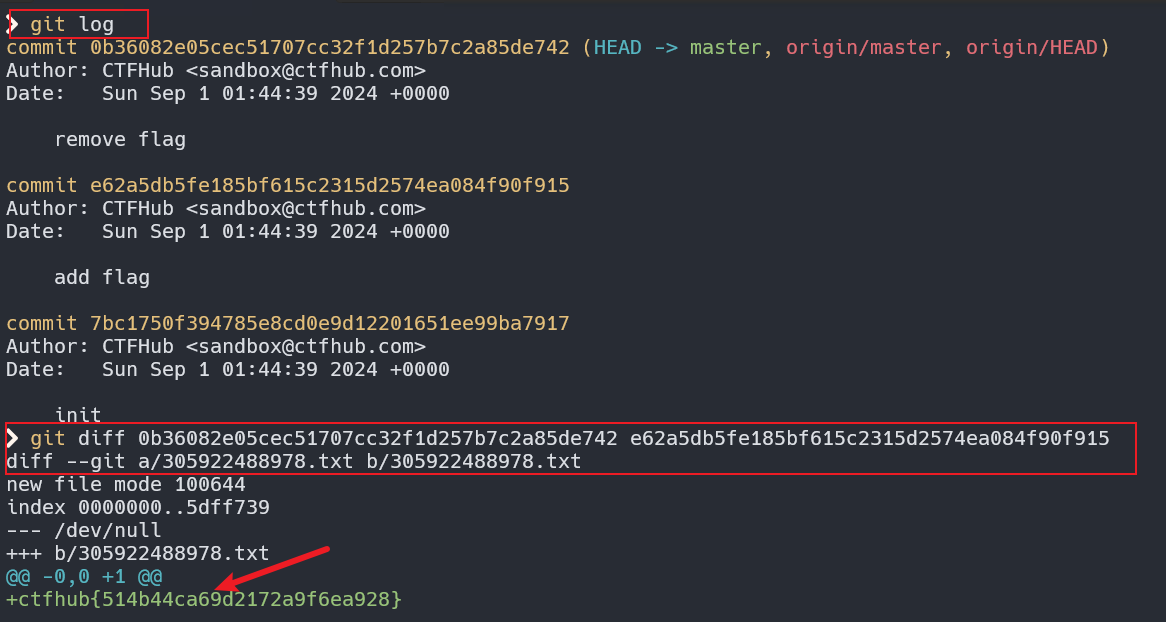 ❯ git log
commit 0b36082e05cec51707cc32f1d257b7c2a85de742 (HEAD -> master, origin/master, origin/HEAD)
Author: CTFHub <sandbox@ctfhub.com>
Date:   Sun Sep 1 01:44:39 2024 +0000
    remove flag
commit e62a5db5fe185bf615c2315d2574ea084f90f915
Author: CTFHub <sandbox@ctfhub.com>
Date:   Sun Sep 1 01:44:39 2024 +0000
    add flag
commit 7bc1750f394785e8cd0e9d12201651ee99ba7917
Author: CTFHub <sandbox@ctfhub.com>
Date:   Sun Sep 1 01:44:39 2024 +0000
    init
❯ git diff 0b36082e05cec51707cc32f1d257b7c2a85de742 e62a5db5fe185bf615c2315d2574ea084f90f915
diff --git a/305922488978.txt b/305922488978.txt
new file mode 100644
index 0000000..5dff739
--- /dev/null
+++ b/305922488978.txt
@@ -0,0 +1 @@
+ctfhub{514b44ca69d2172a9f6ea928}